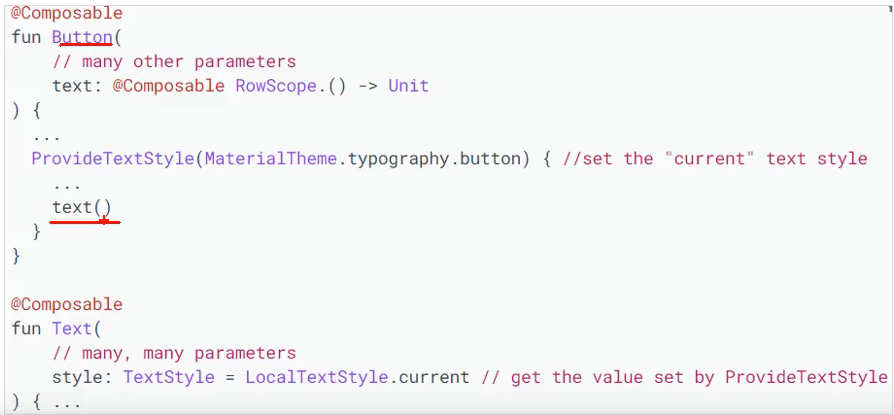 @Composable
fun Button(
    // many other parameters
    text: @Composable RowScope.() -> Unit
) {
  ...
  ProvideTextStyle(MaterialTheme.typography.button) { //set the "current" text style
    ...
    text()
  }
}

@Composable
fun Text(
    // many, many parameters
    style: TextStyle = LocalTextStyle.current // get the value set by ProvideTextStyle
) { ...